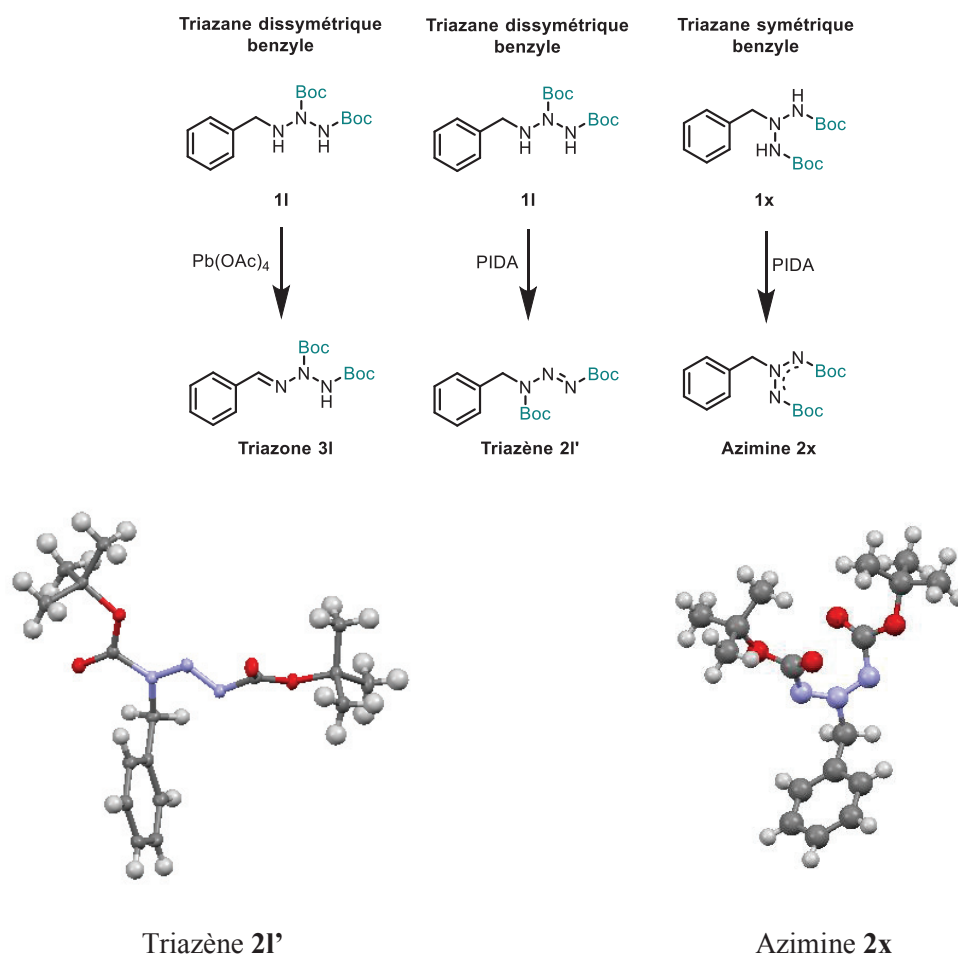 Triazane dissymétrique
benzyle
Triazane dissymétrique
benzyle
Triazane symétrique
benzyle
Boc
N
H
N
N
H
Boc
1l
Boc
N
H
N
N
H
Boc
1l
H
N
N
Boc
HN
Boc
1x
Pb(OAc)4
PIDA
PIDA
Boc
N
N
N
H
Boc
Triazone 3l
N
N
N
Boc
Boc
Triazène 2l'
N
N
Boc
N
Boc
Azimine 2x
Triazène 2l’
Azimine 2x